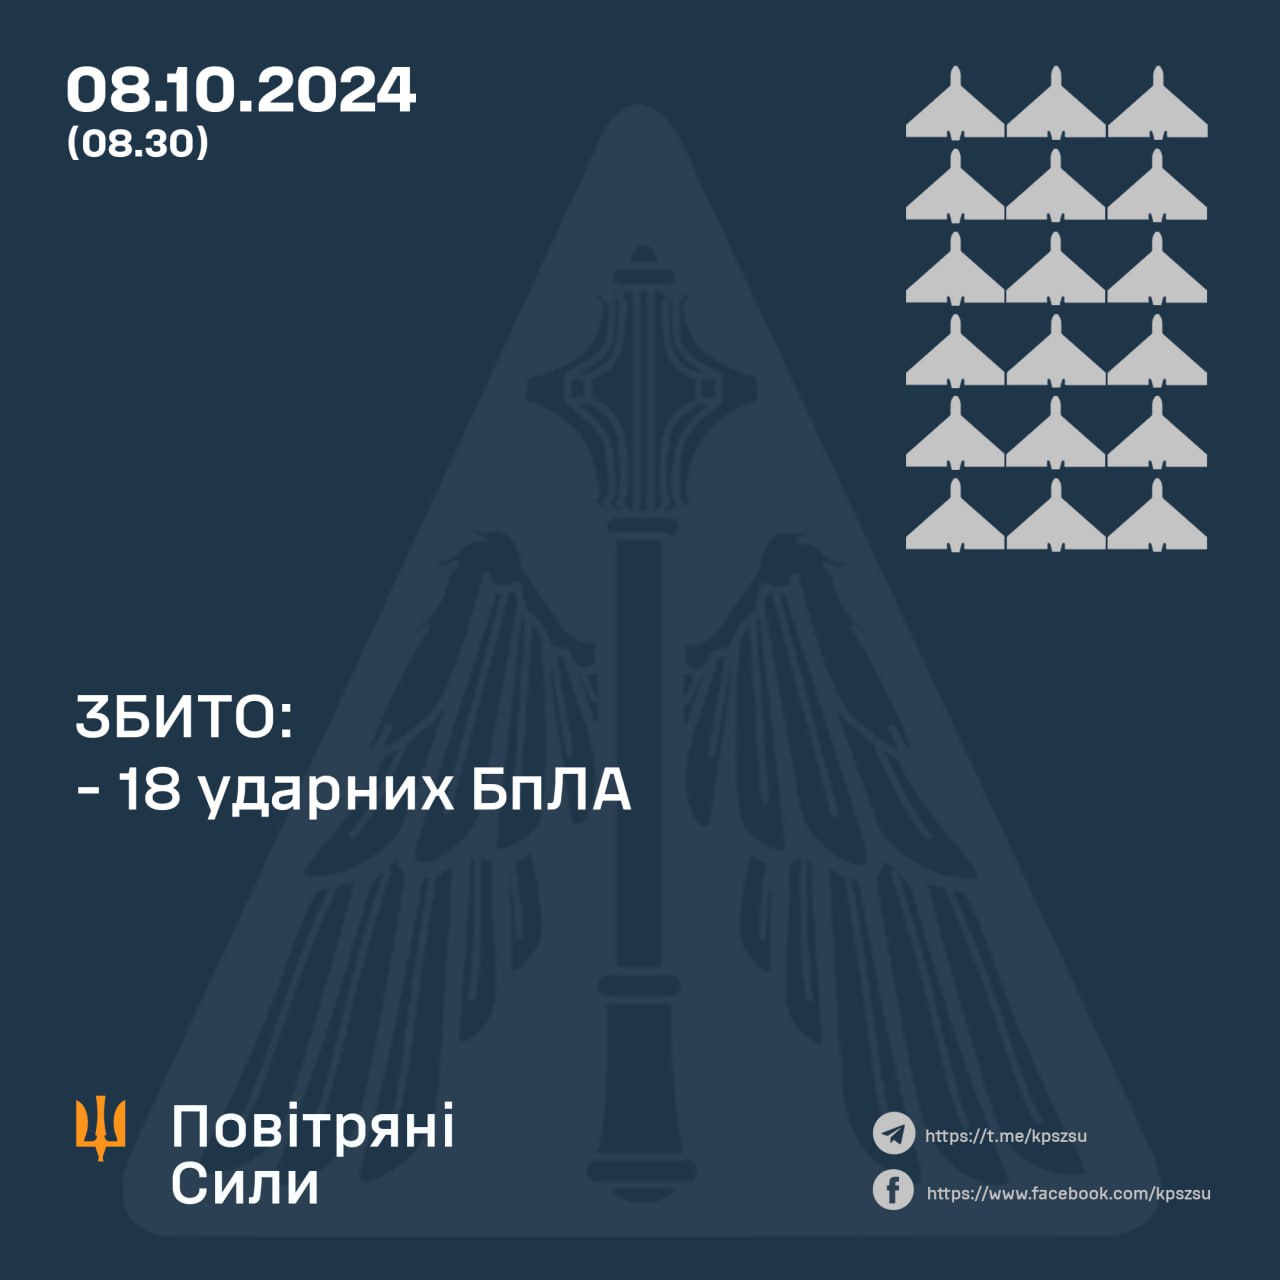 08.10.2024
(08.30)
ЗБИТО:
- 18 ударних БпЛА
Повітряні
Сили
https://t.me/kpszsu
https://www.facebook.com/kpszsu